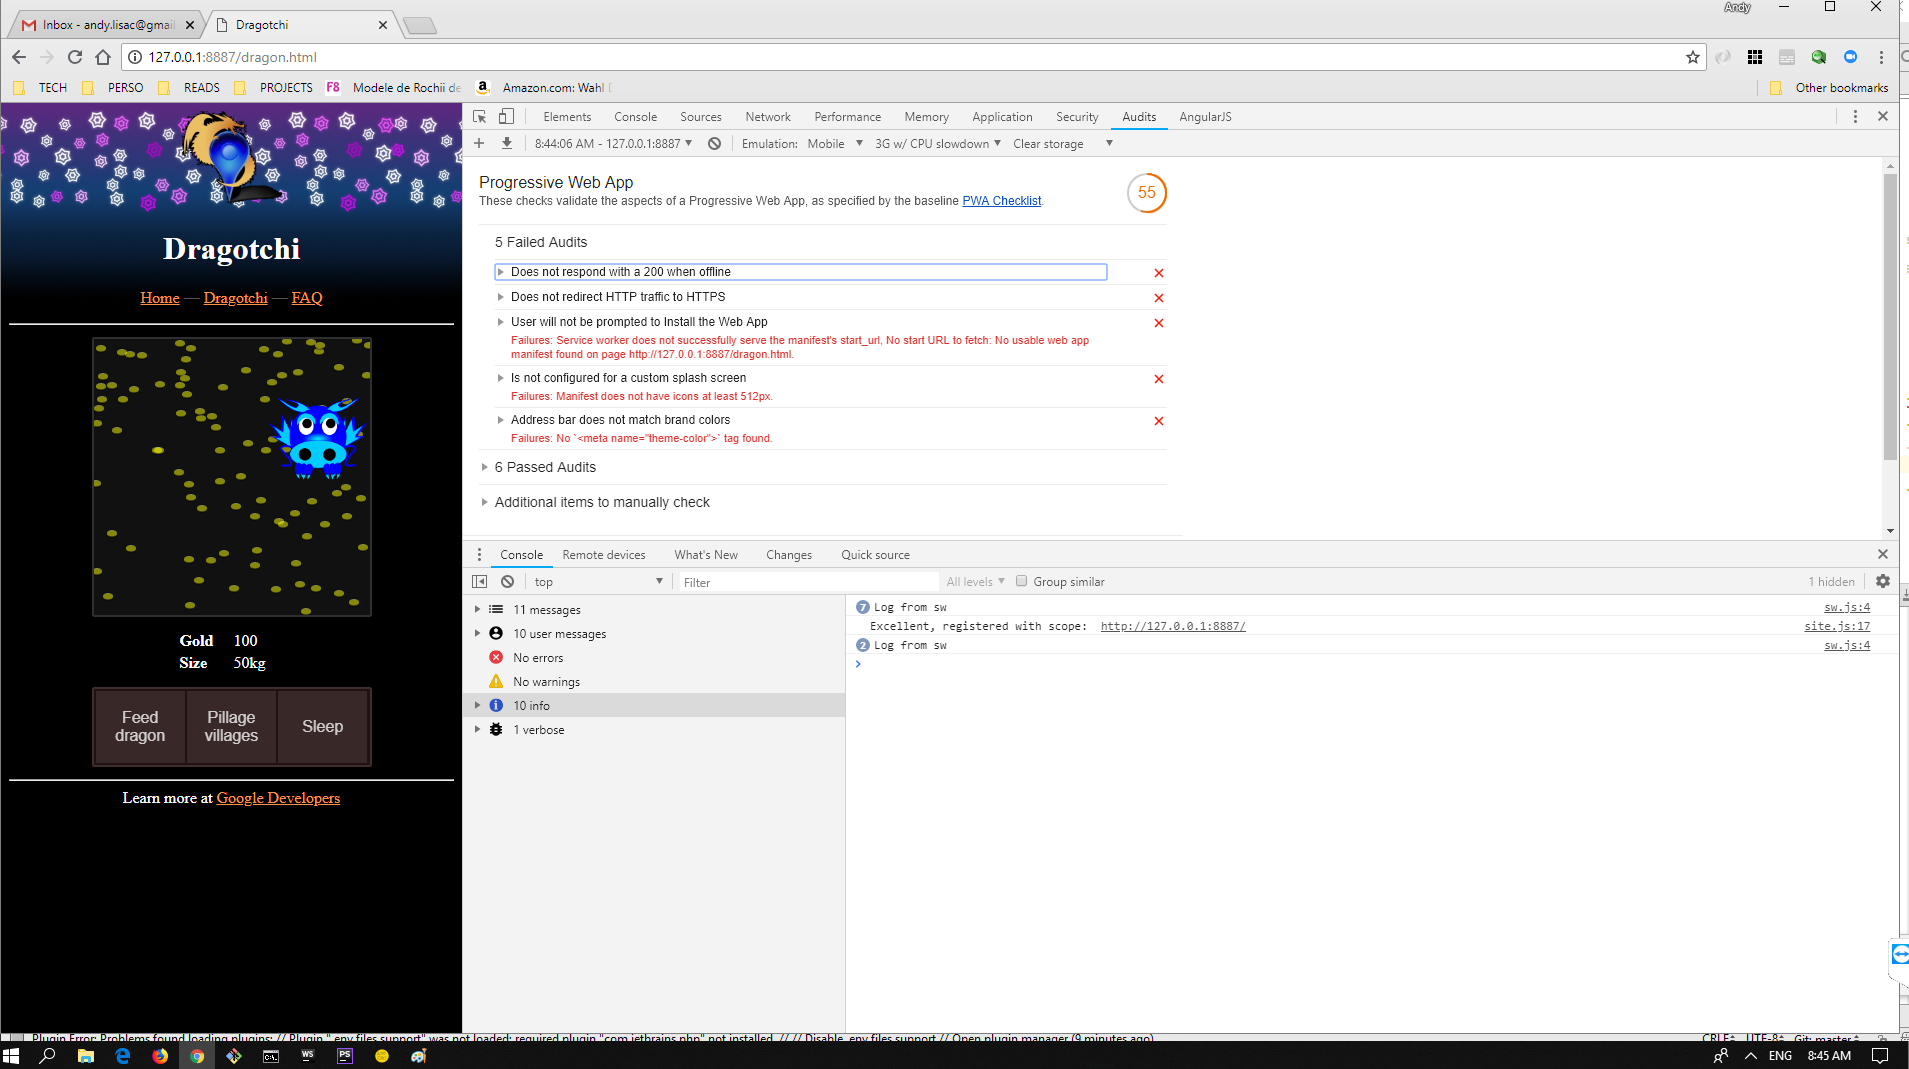 Inbox - andy.lisac@gmai
Dragotchi
Andy
127.0.0.1:8887/dragon.html
TECH PERSO READS PROJECTS F8 Modele de Rochii de Amazon.com: Wahl Other bookmarks
Dragotchi
Home — Dragotchi — FAQ
Gold 100
Size 50kg
Feed dragon
Pillage villages
Sleep
Learn more at Google Developers
Elements Console Sources Network Performance Memory Application Security Audits AngularJS
8:44:06 AM - 127.0.0.1:8887 Emulation: Mobile 3G w/ CPU slowdown Clear storage
Progressive Web App
These checks validate the aspects of a Progressive Web App, as specified by the baseline PWA Checklist.
55
5 Failed Audits
Does not respond with a 200 when offline
Does not redirect HTTP traffic to HTTPS
User will not be prompted to Install the Web App
Failures: Service worker does not successfully serve the manifest's start_url, No start URL to fetch: No usable web app
manifest found on page http://127.0.0.1:8887/dragon.html.
Is not configured for a custom splash screen
Failures: Manifest does not have icons at least 512px.
Address bar does not match brand colors
Failures: No `<meta name="theme-color">` tag found.
6 Passed Audits
Additional items to manually check
Console Remote devices What's New Changes Quick source
top Filter All levels Group similar 1 hidden
11 messages
10 user messages
No errors
No warnings
10 info
1 verbose
7 Log from sw sw.js:4
Excellent, registered with scope: http://127.0.0.1:8887/ site.js:17
2 Log from sw sw.js:4
Plugin Error: Problems found loading plugins: // Plugin ".env files support" was not loaded: required plugin "com.jetbrains.php" not installed. // // Disable .env files support // Open plugin manager (9 minutes ago)
CRLF UTF-8 Git: master
WS PS
ENG 8:45 AM